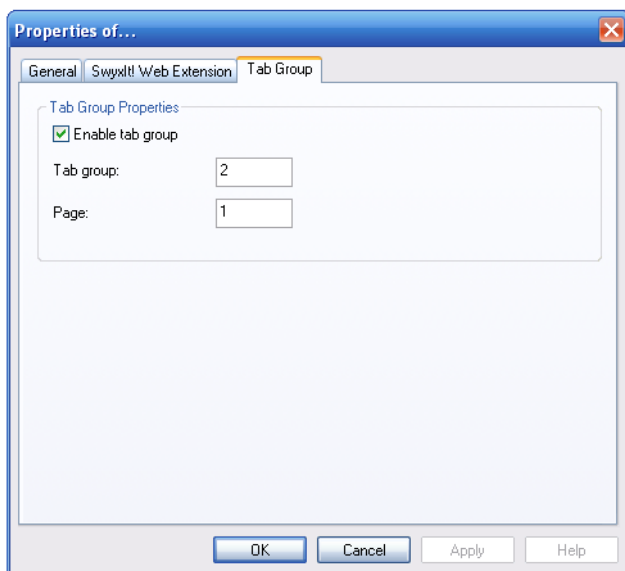 Properties of...
General SwyxIt! Web Extension Tab Group
Tab Group Properties
Enable tab group
Tab group: 2
Page: 1
OK Cancel Apply Help